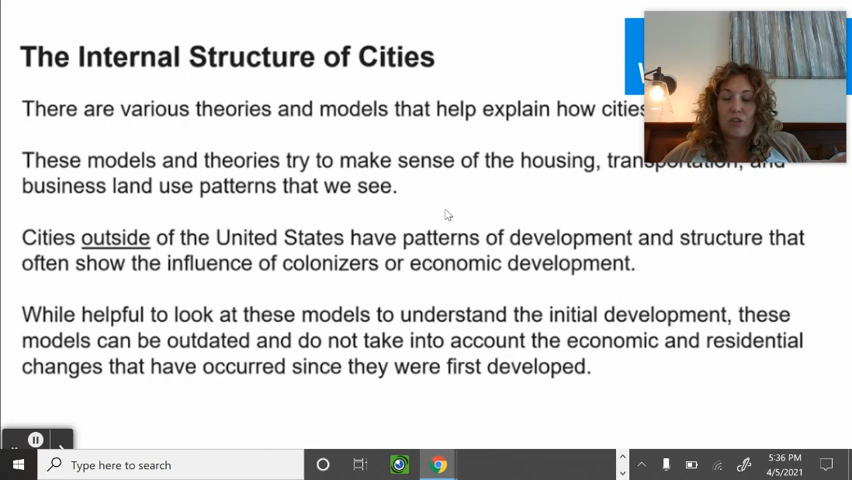 The Internal Structure of Cities
There are various theories and models that help explain how cities
These models and theories try to make sense of the housing, transportation, and
business land use patterns that we see.
Cities outside of the United States have patterns of development and structure that
often show the influence of colonizers or economic development.
While helpful to look at these models to understand the initial development, these
models can be outdated and do not take into account the economic and residential
changes that have occurred since they were first developed.
Type here to search
5:36 PM
4/5/2021